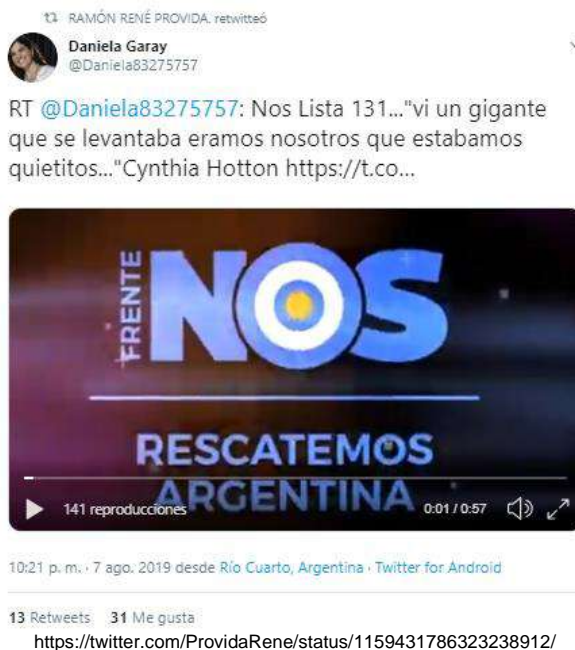 RAMÓN RENÉ PROVIDA. retwitteó
Daniela Garay
@Daniela83275757
RT @Daniela83275757: Nos Lista 131..."vi un gigante
que se levantaba eramos nosotros que estabamos
quietitos..."Cynthia Hotton https://t.co...
FRENTE
NOS
RESCATEMOS
ARGENTINA
141 reproducciones
0:01 / 0:57
10:21 p. m. · 7 ago. 2019 desde Río Cuarto, Argentina · Twitter for Android
13 Retweets 31 Me gusta
https://twitter.com/ProvidaRene/status/1159431786323238912/